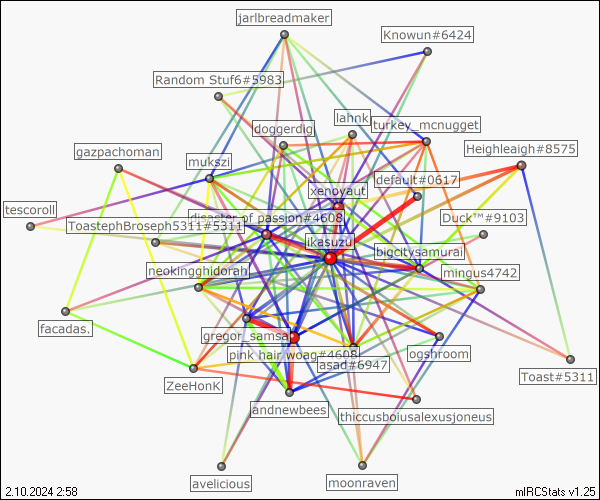 jarlbreadmaker
Knowun#6424
Random Stuf6#5983
lahnk
doggerdig
turkey_mcnugget
Heighleaigh#8575
gazpachoman
mukszi
default#0617
xenoyaut
tescoroll
disaster of passion#4608
Duck™#9103
ToastephBroseph5311#5311
ikasuzu
bigcitysamurai
neokingghidorah
mingus4742
facadas.
gregor_samsa
pink hair woag#4608
ogshroom
asad#6947
Toast#5311
ZeeHonK
andnewbees
thiccusboiusalexusjoneus
avelicious
moonraven
2.10.2024 2:58
mIRCStats v1.25